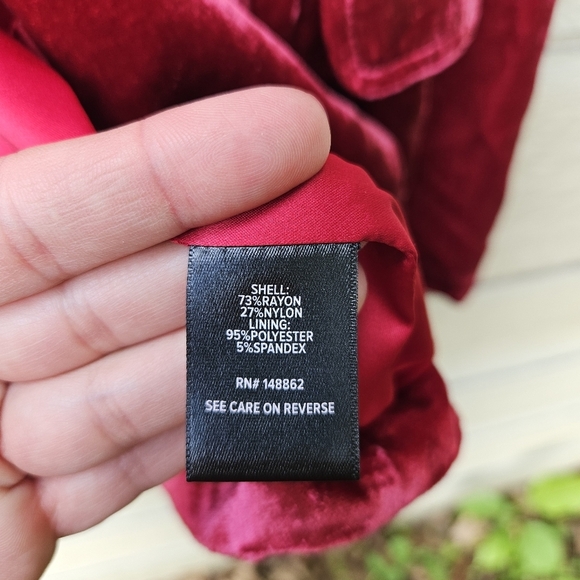 SHELL:
73%RAYON
27%NYLON
LINING:
95%POLYESTER
5%SPANDEX
RN# 148862
SEE CARE ON REVERSE